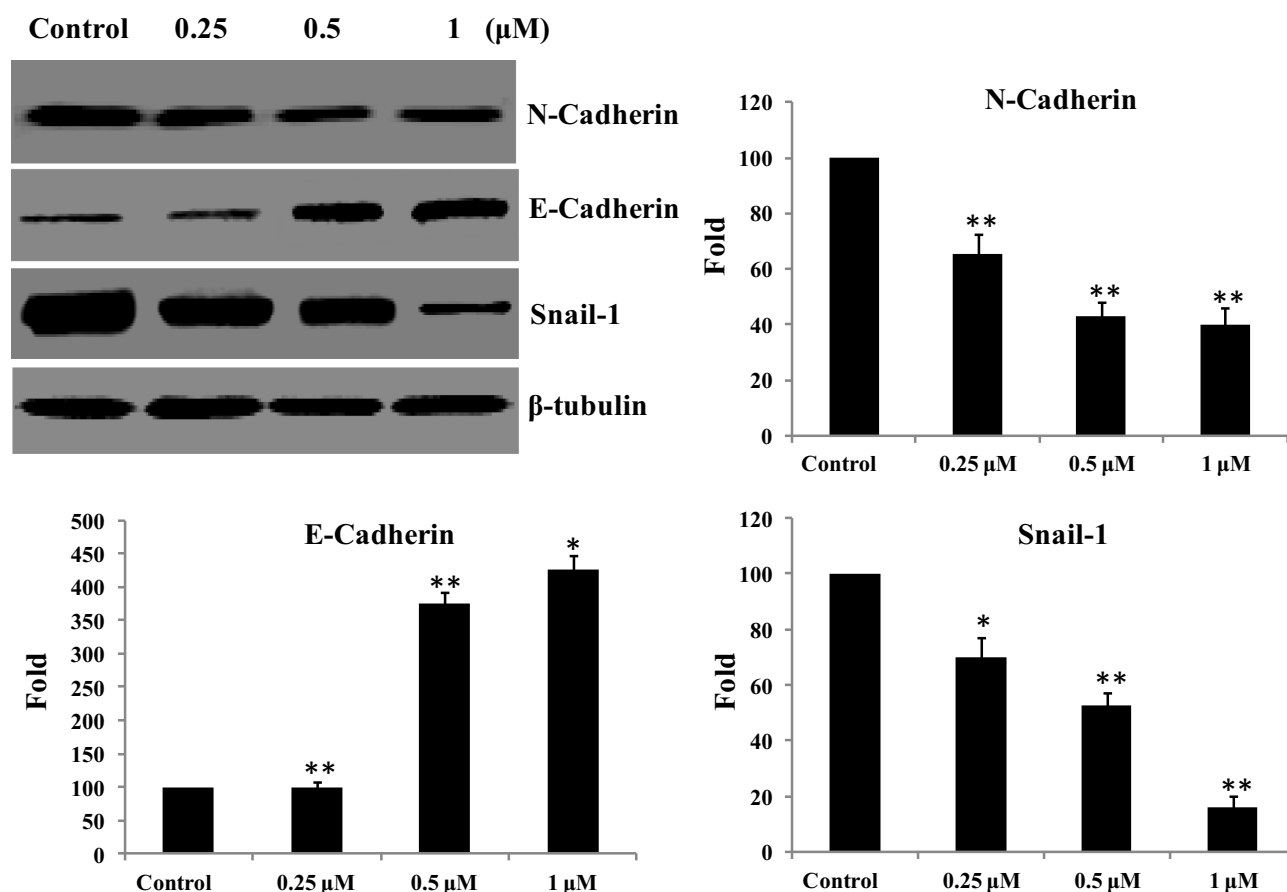 Control 0.25 0.5 1 (μM)
N-Cadherin
E-Cadherin
Snail-1
β-tubulin
N-Cadherin
Fold
120
100
80
60
40
20
0
**
**
**
Control 0.25 μM 0.5 μM 1 μM
E-Cadherin
Fold
500
450
400
350
300
250
200
150
100
50
0
**
**
*
Control 0.25 μM 0.5 μM 1 μM
Snail-1
Fold
120
100
80
60
40
20
0
*
**
**
Control 0.25 μM 0.5 μM 1 μM